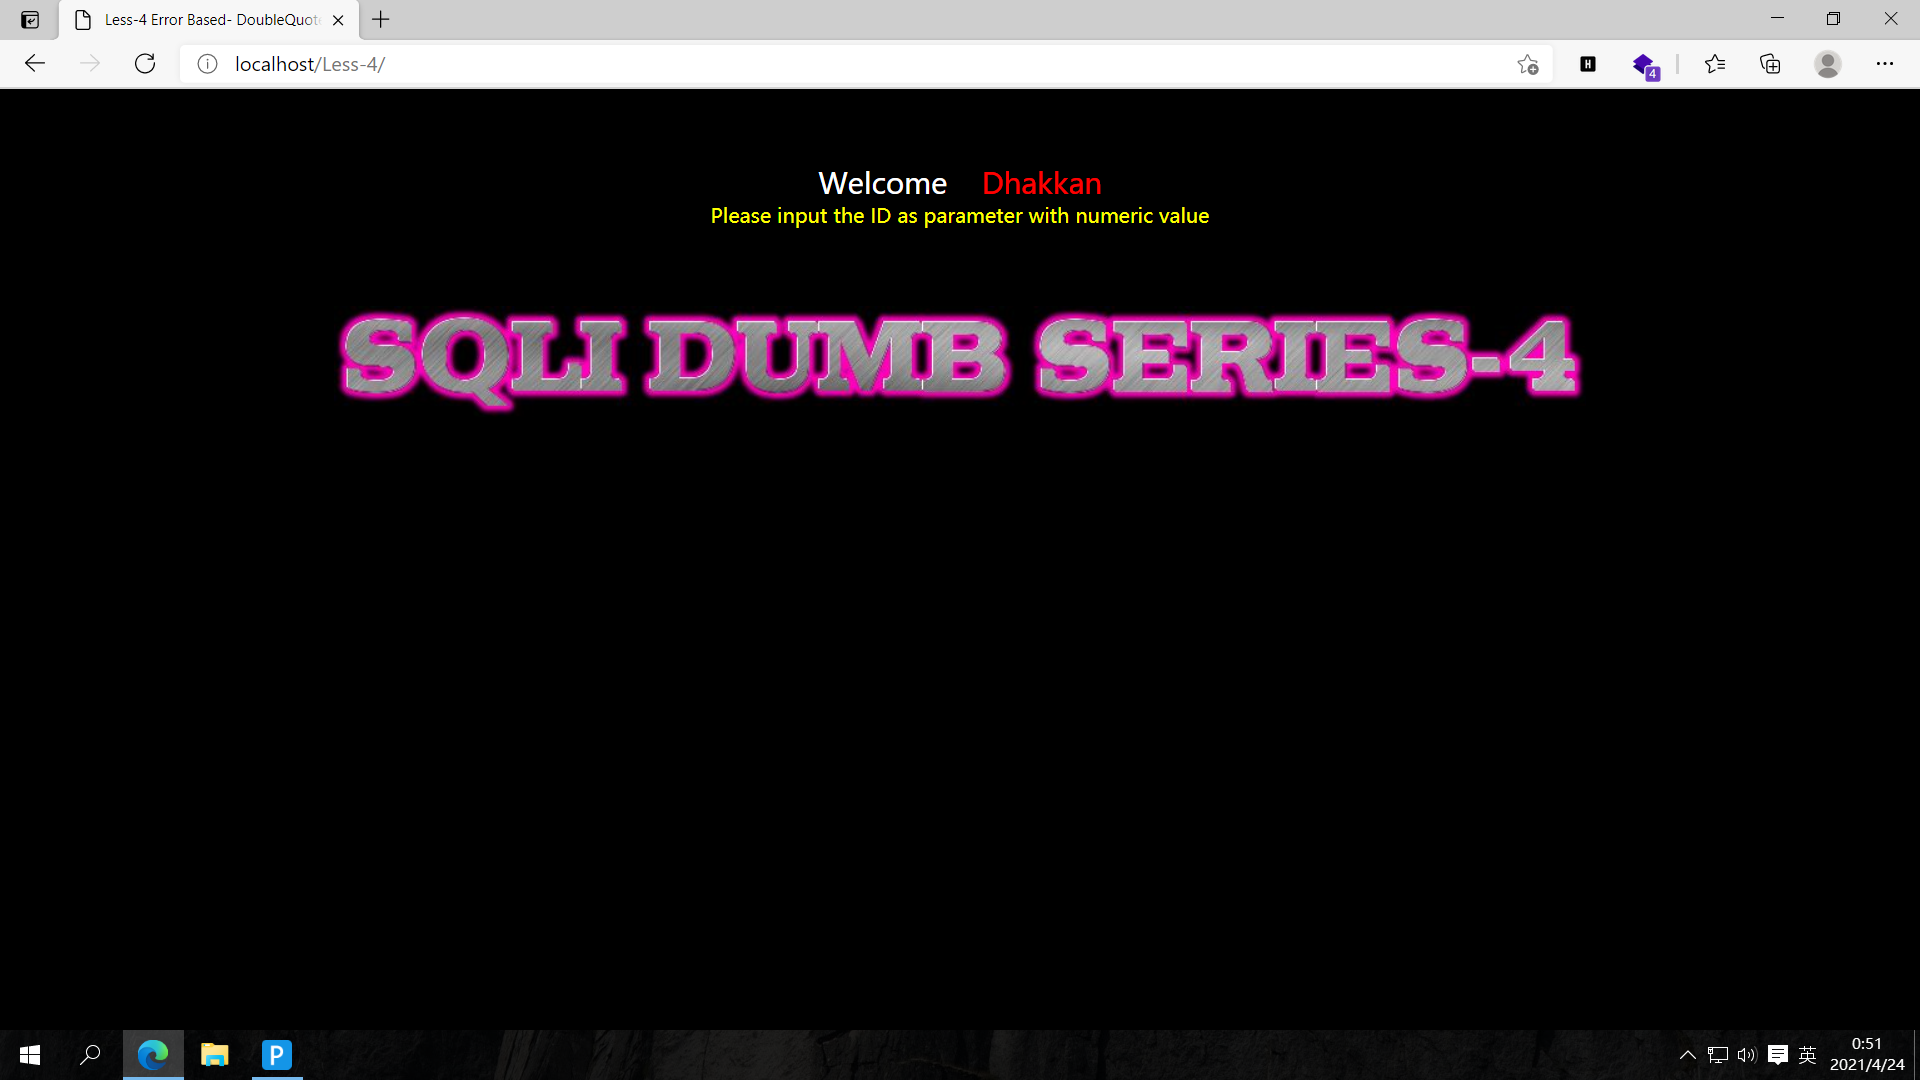 Less-4 Error Based- DoubleQuote
localhost/Less-4/
H
4
Welcome Dhakkan
Please input the ID as parameter with numeric value
SQLI DUMB SERIES-4
P
英
0:51
2021/4/24